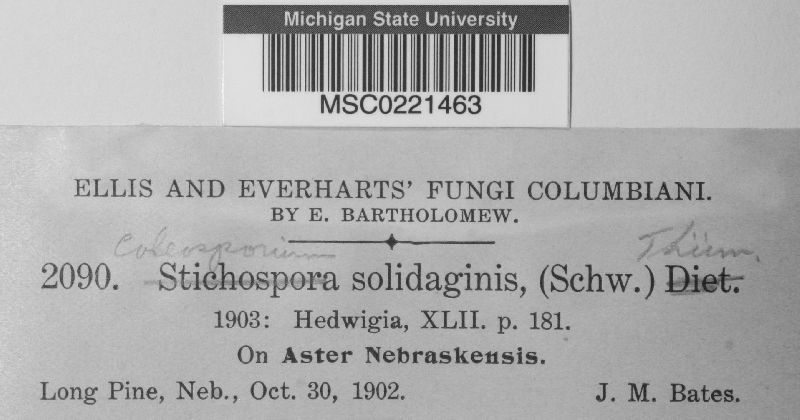 Michigan State University
MSC0221463
ELLIS AND EVERHARTS' FUNGI COLUMBIANI.
BY E. BARTHOLOMEW.
Coleosporium Thüm.
2090. Stichospora solidaginis, (Schw.) Diet.
1903: Hedwigia, XLII. p. 181.
On Aster Nebraskensis.
Long Pine, Neb., Oct. 30, 1902. J. M. Bates.